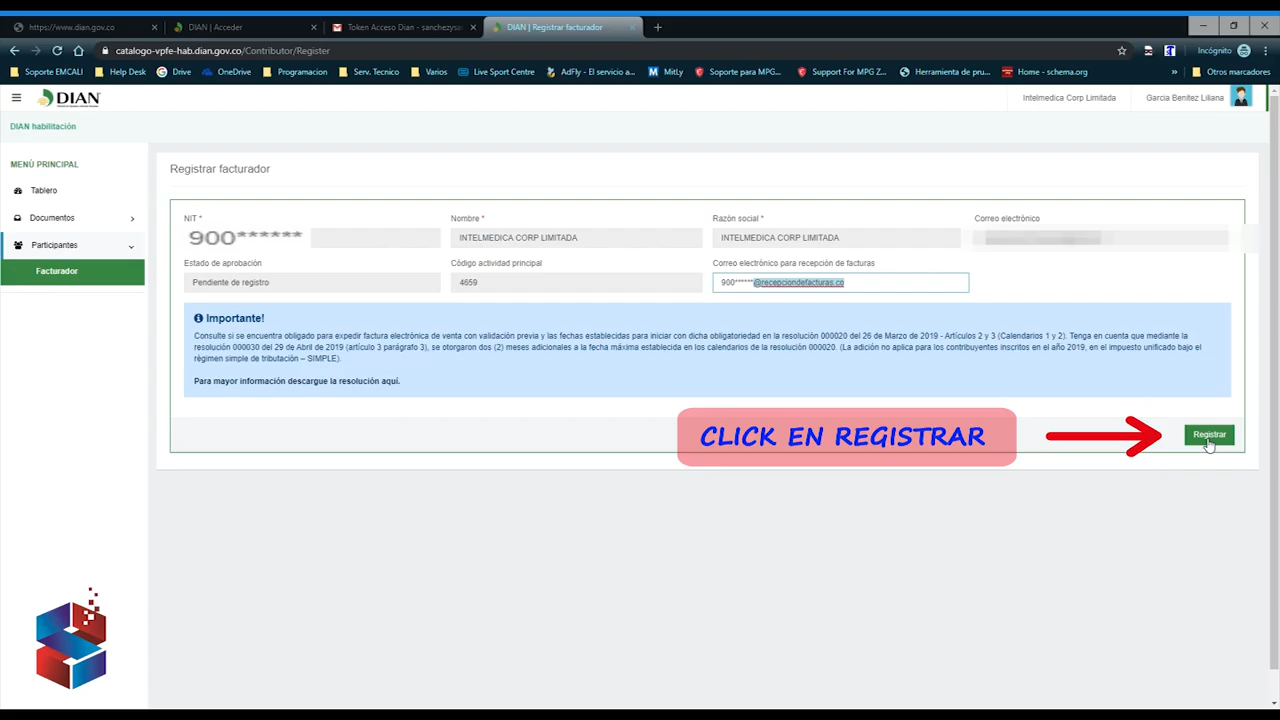 https://www.dian.gov.co
DIAN | Acceder
Token Acceso Dian - sanchezysa
DIAN | Registrar facturador
catalogo-vpfe-hab.dian.gov.co/Contributor/Register
Incógnito
Soporte EMCALI
Help Desk
Drive
OneDrive
Programacion
Serv. Tecnico
Varios
Live Sport Centre
AdFly - El servicio a...
MitLy
Soporte para MPG...
Support For MPG Z...
Herramienta de pru...
Home - schema.org
»
Otros marcadores
DIAN
Intelmedica Corp Limitada
Garcia Benitez Liliana
DIAN habilitación
MENÚ PRINCIPAL
Tablero
Documentos
Participantes
Facturador
Registrar facturador
NIT *
Nombre *
Razón social *
Correo electrónico
900******
INTELMEDICA CORP LIMITADA
INTELMEDICA CORP LIMITADA
Estado de aprobación
Código actividad principal
Correo electrónico para recepción de facturas
Pendiente de registro
4659
900******@recepciondefacturas.co
Importante!
Consulte si se encuentra obligado para expedir factura electrónica de venta con validación previa y las fechas establecidas para iniciar con dicha obligatoriedad en la resolución 000020 del 26 de Marzo de 2019 - Artículos 2 y 3 (Calendarios 1 y 2). Tenga en cuenta que mediante la
resolución 000030 del 29 de Abril de 2019 (artículo 3 parágrafo 3), se otorgaron dos (2) meses adicionales a la fecha máxima establecida en los calendarios de la resolución 000020. (La adición no aplica para los contribuyentes inscritos en el año 2019, en el impuesto unificado bajo el
régimen simple de tributación – SIMPLE).
Para mayor información descargue la resolución aquí.
CLICK EN REGISTRAR
Registrar